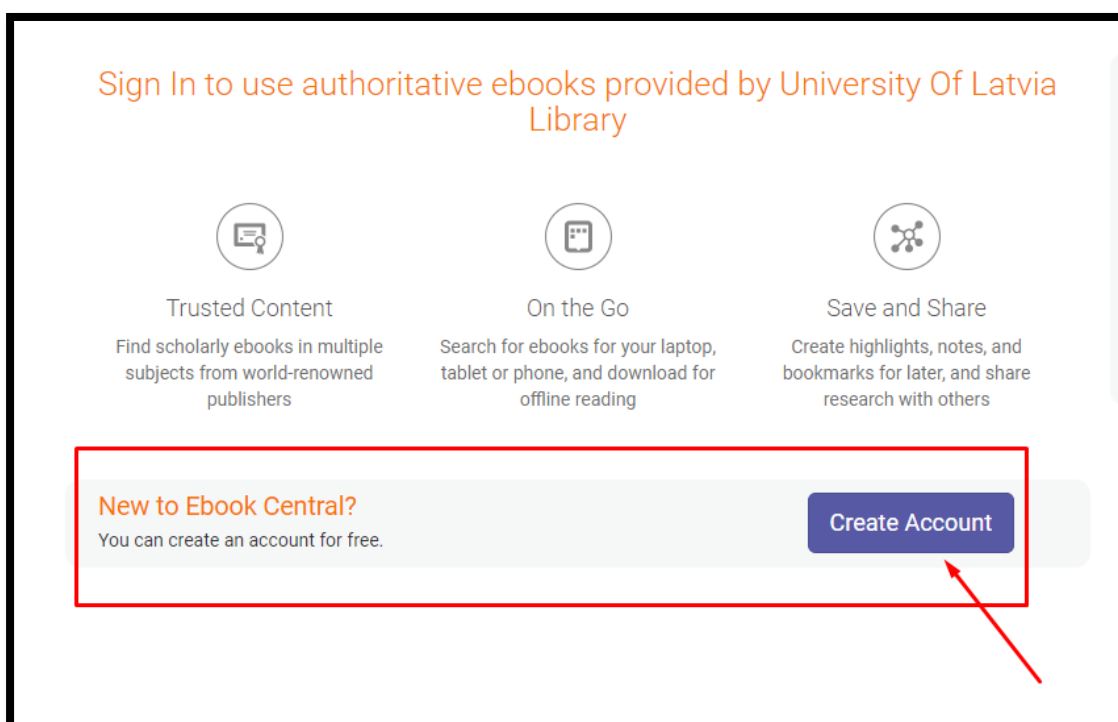 Sign In to use authoritative ebooks provided by University Of Latvia
Library
Trusted Content
Find scholarly ebooks in multiple
subjects from world-renowned
publishers
On the Go
Search for ebooks for your laptop,
tablet or phone, and download for
offline reading
Save and Share
Create highlights, notes, and
bookmarks for later, and share
research with others
New to Ebook Central?
You can create an account for free.
Create Account